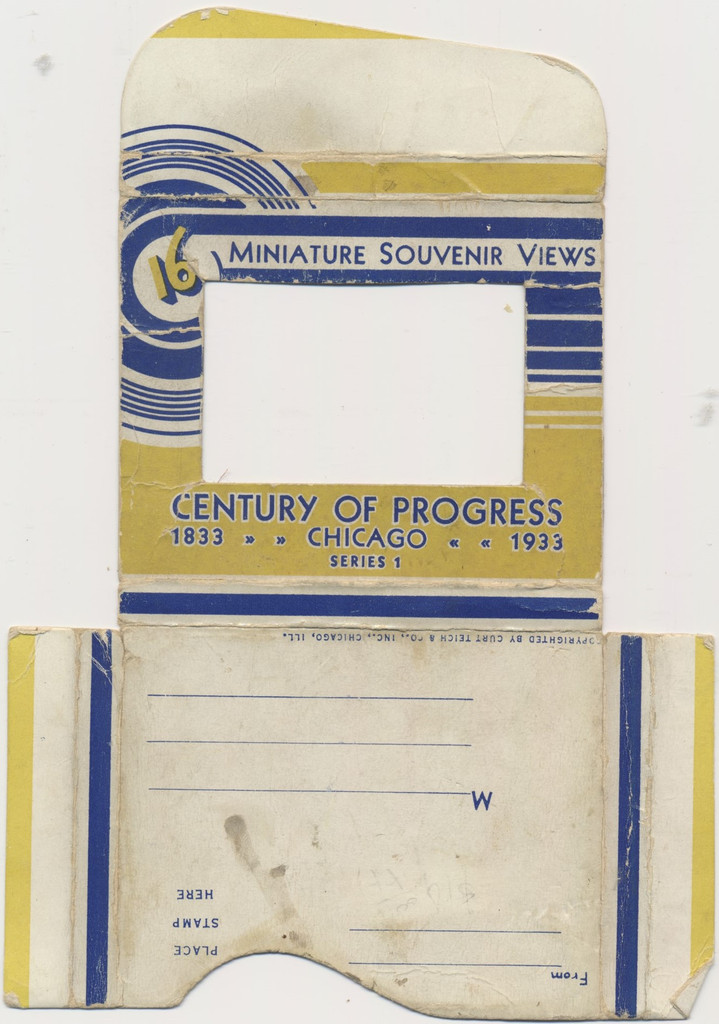 16
MINIATURE SOUVENIR VIEWS
CENTURY OF PROGRESS
1833 » » CHICAGO « « 1933
SERIES 1
COPYRIGHTED BY CURT TEICH & CO., INC., CHICAGO, ILL.
From
PLACE
STAMP
HERE
M